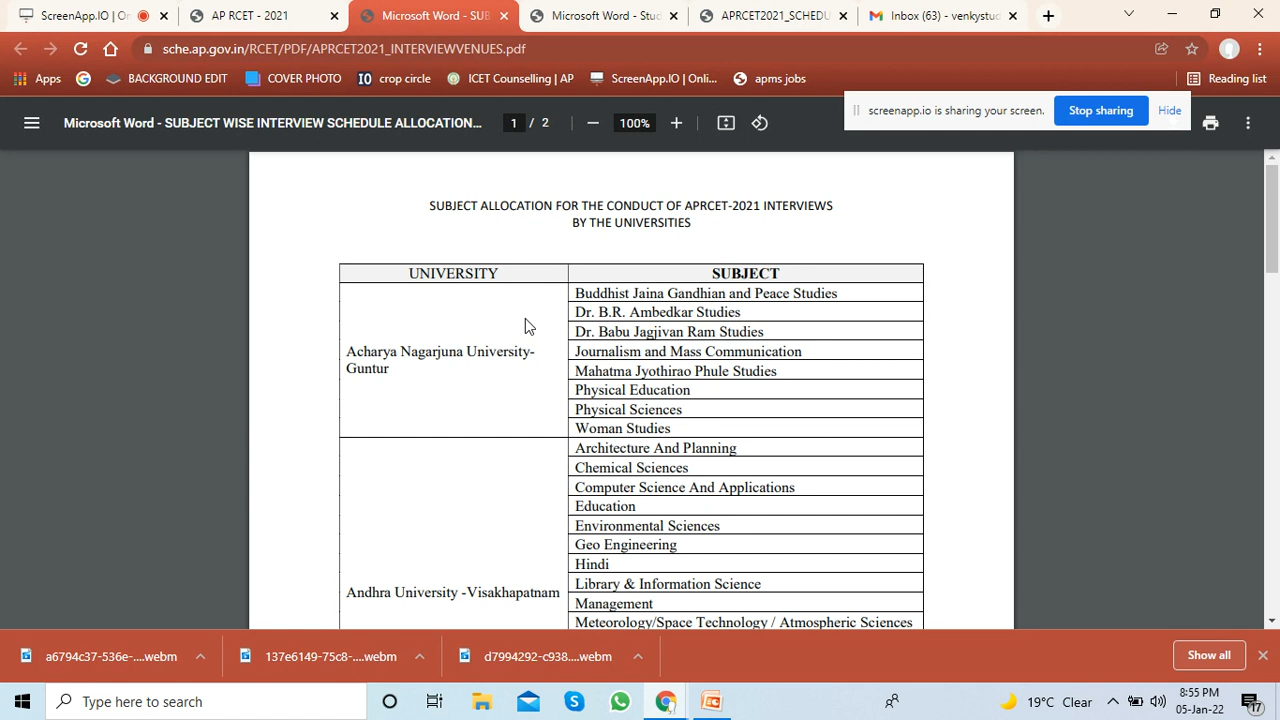 ScreenApp.IO | On
AP RCET - 2021
Microsoft Word - SUB
Microsoft Word - Stud
APRCET2021_SCHEDU
Inbox (63) - venkystud
sche.ap.gov.in/RCET/PDF/APRCET2021_INTERVIEWVENUES.pdf
Apps
BACKGROUND EDIT
COVER PHOTO
IO crop circle
ICET Counselling | AP
ScreenApp.IO | Onli...
apms jobs
Reading list
Microsoft Word - SUBJECT WISE INTERVIEW SCHEDULE ALLOCATION...
1 / 2
100%
screenapp.io is sharing your screen.
Stop sharing
Hide
SUBJECT ALLOCATION FOR THE CONDUCT OF APRCET-2021 INTERVIEWS
BY THE UNIVERSITIES
UNIVERSITY
SUBJECT
Acharya Nagarjuna University-
Guntur
Buddhist Jaina Gandhian and Peace Studies
Dr. B.R. Ambedkar Studies
Dr. Babu Jagjivan Ram Studies
Journalism and Mass Communication
Mahatma Jyothirao Phule Studies
Physical Education
Physical Sciences
Woman Studies
Andhra University -Visakhapatnam
Architecture And Planning
Chemical Sciences
Computer Science And Applications
Education
Environmental Sciences
Geo Engineering
Hindi
Library & Information Science
Management
Meteorology/Space Technology / Atmospheric Sciences
a6794c37-536e-....webm
137e6149-75c8-....webm
d7994292-c938....webm
Show all
Type here to search
19°C Clear
8:55 PM
05-Jan-22
17